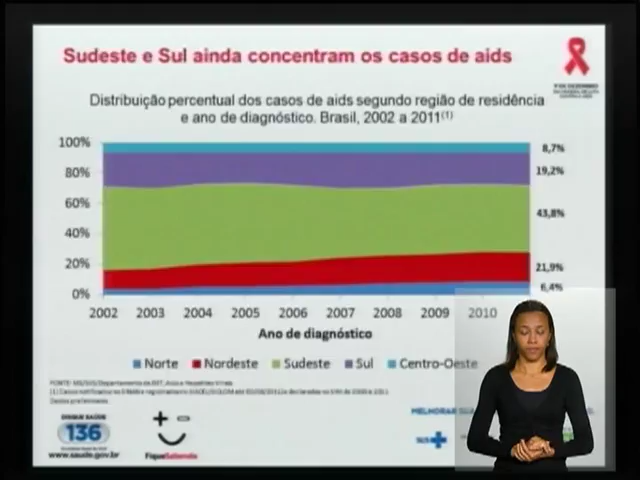 Sudeste e Sul ainda concentram os casos de aids
Distribuição percentual dos casos de aids segundo região de residência
e ano de diagnóstico. Brasil, 2002 a 2011(1)
100%
80%
60%
40%
20%
0%
8,7%
19,2%
43,8%
21,9%
6,4%
2002 2003 2004 2005 2006 2007 2008 2009 2010
Ano de diagnóstico
Norte Nordeste Sudeste Sul Centro-Oeste
DISQUE SAÚDE
136
www.saude.gov.br
FiqueSabendo
SUS
MELHORAR SUA